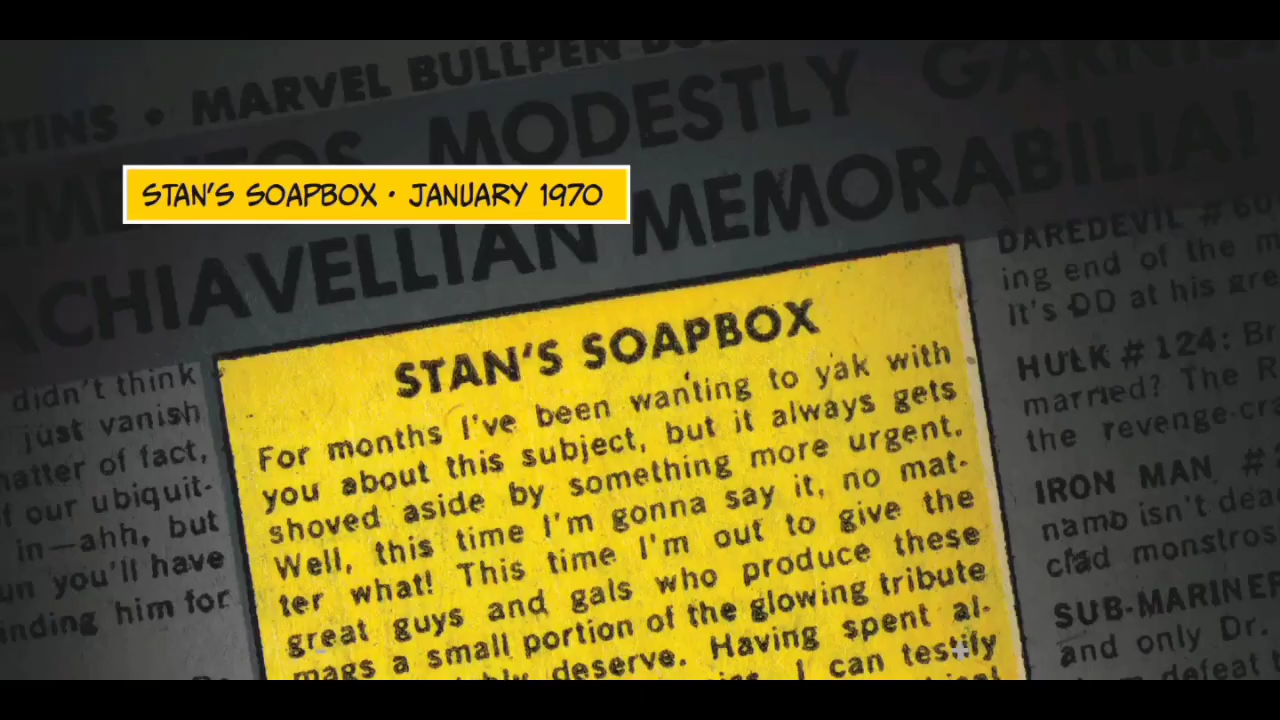 ETINS • MARVEL BULLPEN
MODESTLY
STAN'S SOAPBOX • JANUARY 1970
MEMORABILIA
DAREDEVIL #
ing end of the
It's DD at his
STAN'S SOAPBOX
For months I've been wanting to yak with
you about this subject, but it always gets
shoved aside by something more urgent.
Well, this time I'm gonna say it, no mat-
ter what! This time I'm out to give the
great guys and gals who produce these
mags a small portion of the glowing tribute
deserve. Having spent al-
I can testify
didn't think
just vanish
atter of fact,
our ubiquit-
in—ahh, but
un you'll have
nding him for
HULK # 124:
married? The
the revenge-
IRON MAN #
namo isn't
clad monstros
SUB-MARINER
and only Dr.
defeat